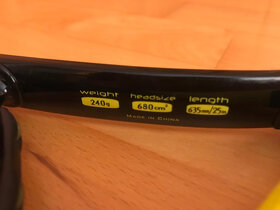 weight headsize length
240g 680cm² 635mm/25in
MADE IN CHINA